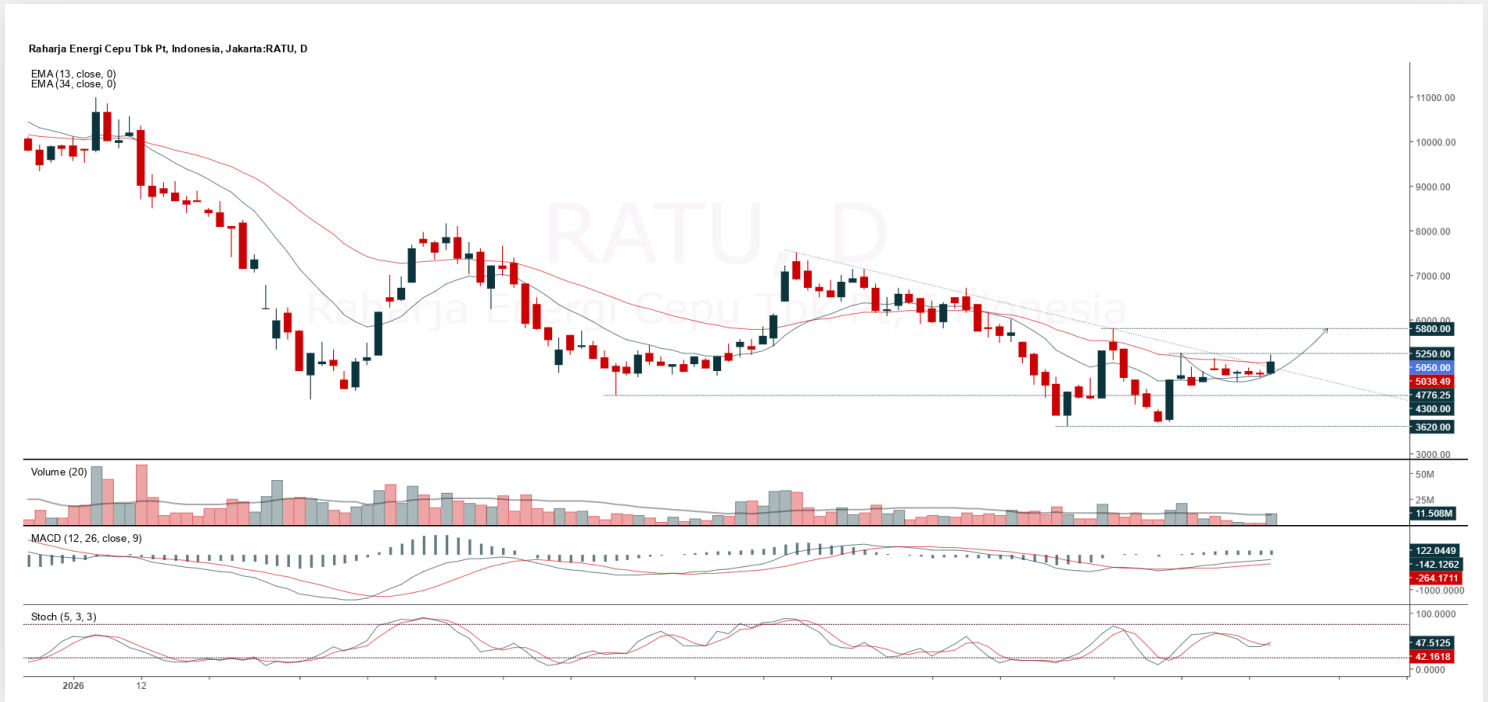 Raharja Energi Cepu Tbk Pt, Indonesia, Jakarta:RATU, D
EMA (13, close, 0)
EMA (34, close, 0)
RATU, D
Raharja Energi Cepu Tbk Pt, Indonesia
11000.00
10000.00
9000.00
8000.00
7000.00
6000.00
5800.00
5250.00
5050.00
5038.49
4776.25
4300.00
3620.00
3000.00
Volume (20)
50M
25M
11.508M
MACD (12, 26, close, 9)
122.0449
-142.1262
-264.1711
-1000.0000
Stoch (5, 3, 3)
100.0000
47.5125
42.1618
0.0000
2026
12